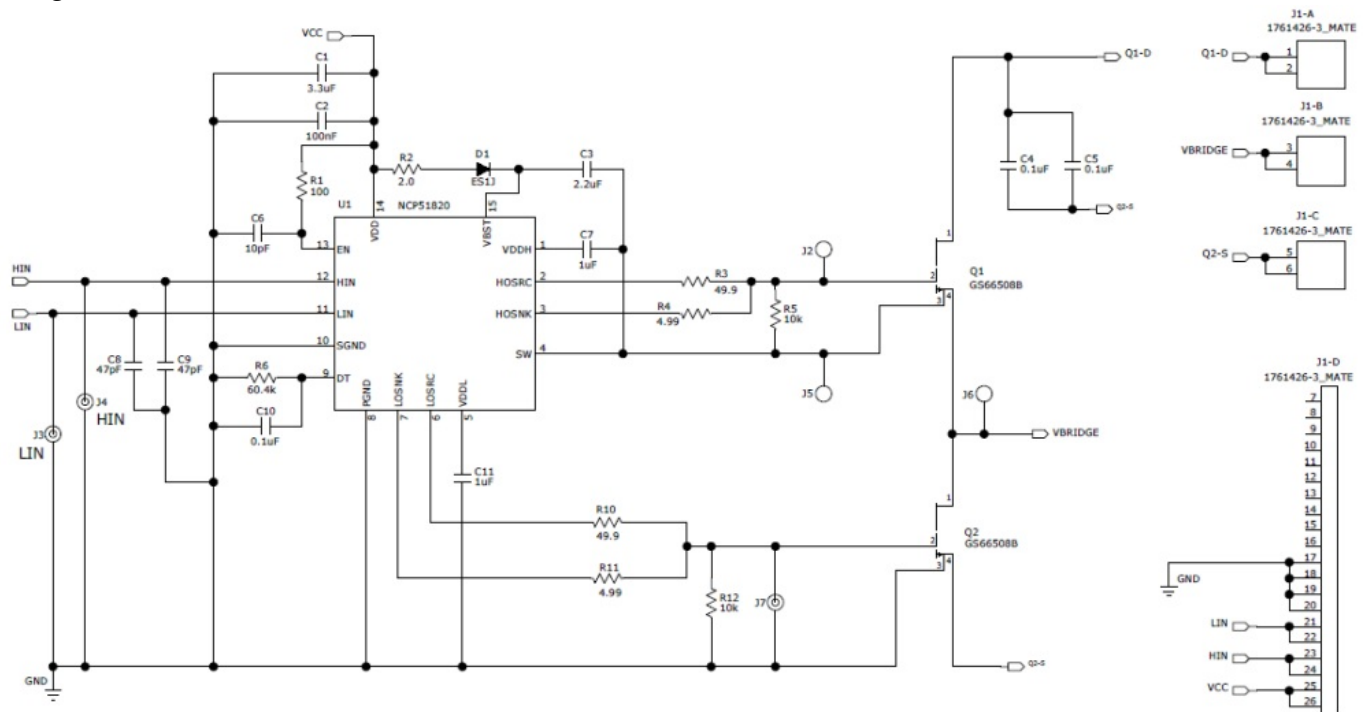 VCC
C1
3.3uF
C2
100nF
R1
100
R2
2.0
D1
ES1J
C3
2.2uF
U1
NCP51820
14
VDD
15
VBST
C6
10pF
13
EN
HIN
12
HIN
LIN
11
LIN
10
SGND
C8
47pF
C9
47pF
R6
60.4k
9
DT
C10
0.1uF
J3
LIN
J4
HIN
VDDH
1
C7
1uF
HOSRC
2
R3
49.9
HOSNK
3
R4
4.99
SW
4
R5
10k
J2
J5
PGND
8
LOSNK
7
LOSRC
6
VDDL
5
C11
1uF
R10
49.9
R11
4.99
R12
10k
J7
GND
Q1-D
C4
0.1uF
C5
0.1uF
Q2-S
1
2
3
4
Q1
GS66508B
J6
VBRIDGE
1
2
3
4
Q2
GS66508B
Q2-S
J1-A
1761426-3_MATE
Q1-D
1
2
J1-B
1761426-3_MATE
VBRIDGE
3
4
J1-C
1761426-3_MATE
Q2-S
5
6
J1-D
1761426-3_MATE
7
8
9
10
11
12
13
14
15
16
17
GND
18
19
20
LIN
21
22
HIN
23
24
VCC
25
26